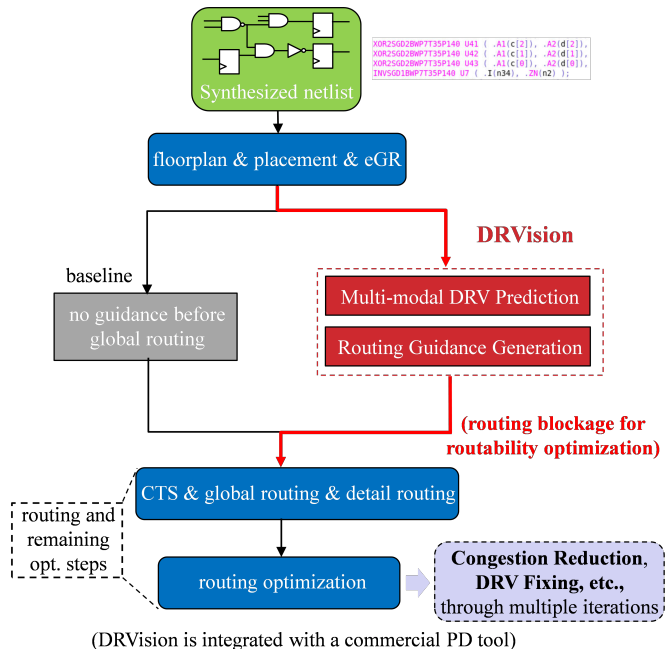 XOR2SGD2BWP7T35P140 U41 ( .A1(c[2]), .A2(d[2]),
XOR2SGD2BWP7T35P140 U42 ( .A1(c[1]), .A2(d[1]),
XOR2SGD2BWP7T35P140 U43 ( .A1(c[0]), .A2(d[0]),
INVSGD1BWP7T35P140 U7 ( .I(n34), .ZN(n2) );
Synthesized netlist
floorplan & placement & eGR
DRVision
baseline
no guidance before
global routing
Multi-modal DRV Prediction
Routing Guidance Generation
(routing blockage for
routability optimization)
CTS & global routing & detail routing
routing and
remaining
opt. steps
routing optimization
Congestion Reduction,
DRV Fixing, etc.,
through multiple iterations
(DRVision is integrated with a commercial PD tool)